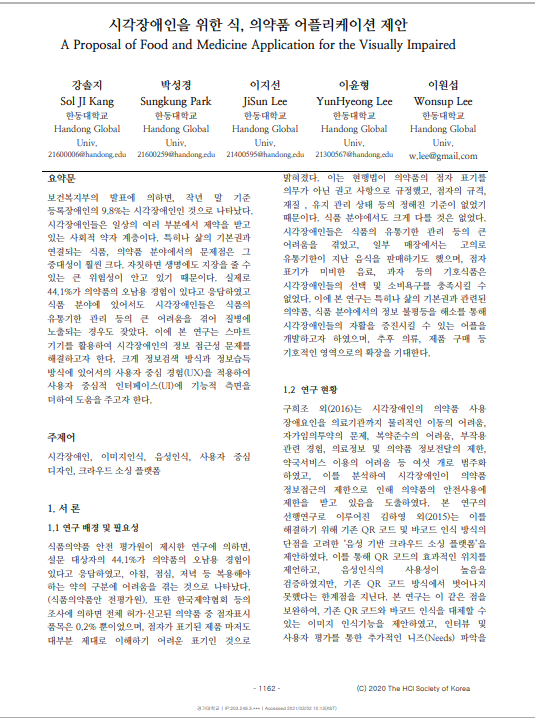 시각장애인을 위한 식, 의약품 어플리케이션 제안
A Proposal of Food and Medicine Application for the Visually Impaired
강솔지
Sol JI Kang
한동대학교
Handong Global
Univ.
21600006@handong.edu
박성경
Sungkung Park
한동대학교
Handong Global
Univ.
21600259@handong.edu
이지선
JiSun Lee
한동대학교
Handong Global
Univ.
21400595@handong.edu
이윤형
YunHyeong Lee
한동대학교
Handong Global
Univ.
21300567@handong.edu
이원섭
Wonsup Lee
한동대학교
Handong Global
Univ.
w.lee@gmail.com
요약문
보건복지부의 발표에 의하면, 작년 말 기준
등록장애인의 9.8%는 시각장애인인 것으로 나타났다.
시각장애인들은 일상의 여러 부분에서 제약을 받고
있는 사회적 약자 계층이다. 특히나 삶의 기본권과
연결되는 식품, 의약품 분야에서의 문제점은 그
중대성이 훨씬 크다. 자칫하면 생명에도 지장을 줄 수
있는 큰 위험성이 안고 있기 때문이다. 실제로
44.1%가 의약품의 오남용 경험이 있다고 응답하였고
식품 분야에 있어서도 시각장애인들은 식품의
유통기한 관리 등의 큰 어려움을 겪어 질병에
노출되는 경우도 잦았다. 이에 본 연구는 스마트
기기를 활용하여 시각장애인의 정보 접근성 문제를
해결하고자 한다. 크게 정보검색 방식과 정보습득
방식에 있어서의 사용자 중심 경험(UX)을 적용하여
사용자 중심적 인터페이스(UI)에 기능적 측면을
더하여 도움을 주고자 한다.
주제어
시각장애인, 이미지인식, 음성인식, 사용자 중심
디자인, 크라우드 소싱 플랫폼
1. 서 론
1.1 연구 배경 및 필요성
식품의약품 안전 평가원이 제시한 연구에 의하면,
설문 대상자의 44.1%가 의약품의 오남용 경험이
있다고 응답하였고, 아침, 점심, 저녁 등 복용해야
하는 약의 구분에 어려움을 겪는 것으로 나타났다.
(식품의약품안 전평가원). 또한 한국제약협회 등의
조사에 의하면 전체 허가·신고된 의약품 중 점자표시
품목은 0.2% 뿐이었으며, 점자가 표기된 제품 마저도
대부분 제대로 이해하기 어려운 표기인 것으로
밝혀졌다. 이는 현행법이 의약품의 점자 표기를
의무가 아닌 권고 사항으로 규정했고, 점자의 규격,
재질 , 유지 관리 상태 등의 정해진 기준이 없었기
때문이다. 식품 분야에서도 크게 다를 것은 없었다.
시각장애인들은 식품의 유통기한 관리 등의 큰
어려움을 겪었고, 일부 매장에서는 고의로
유통기한이 지난 음식을 판매하기도 했으며, 점자
표기가 미비한 음료, 과자 등의 기호식품은
시각장애인들의 선택 및 소비욕구를 충족시킬 수
없었다. 이에 본 연구는 특히나 삶의 기본권과 관련된
의약품, 식품 분야에서의 정보 불평등을 해소를 통해
시각장애인들의 자활을 증진시킬 수 있는 어플을
개발하고자 하였으며, 추후 의류, 제품 구매 등
기호적인 영역으로의 확장을 기대한다.
1.2 연구 현황
구희조 외(2016)는 시각장애인의 의약품 사용
장애요인을 의료기관까지 물리적인 이동의 어려움,
자가임의투약의 문제, 복약준수의 어려움, 부작용
관련 경험, 의료정보 및 의약품 정보전달의 제한,
약국서비스 이용의 어려움 등 여섯 개로 범주화
하였고, 이를 분석하여 시각장애인이 의약품
정보접근의 제한으로 인해 의약품의 안전사용에
제한을 받고 있음을 도출하였다. 본 연구의
선행연구로 이루어진 김하영 외(2015)는 이를
해결하기 위해 기존 QR 코드 및 바코드 인식 방식의
단점을 고려한 '음성 기반 크라우드 소싱 플랫폼'을
제안하였다. 이를 통해 QR 코드의 효과적인 위치를
제언하고, 음성인식의 사용성이 높음을
검증하였지만, 기존 QR 코드 방식에서 벗어나지
못했다는 한계점을 지닌다. 본 연구는 이 같은 점을
보완하여, 기존 QR 코드와 바코드 인식을 대체할 수
있는 이미지 인식기능을 제안하였고, 인터뷰 및
사용자 평가를 통한 추가적인 니즈(Needs) 파악을
- 1162 -
(C) 2020 The HCI Society of Korea
경기대학교 | IP:203.249.3.*** | Accessed 2021/03/02 15:13(KST)